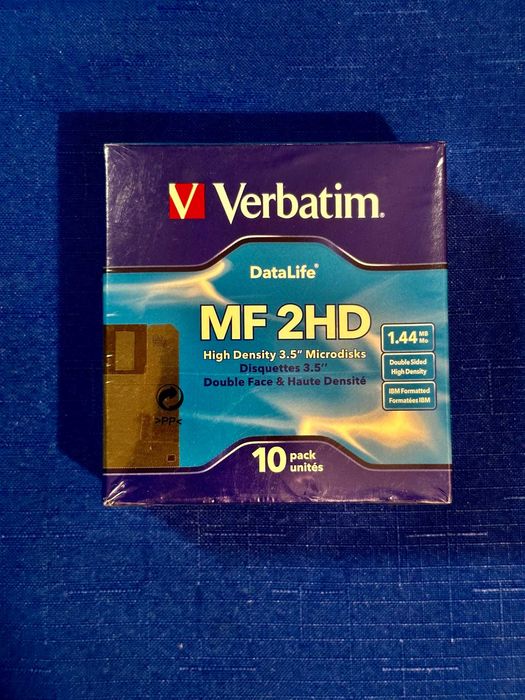 V Verbatim®
DataLife®
MF 2HD
High Density 3.5" Microdisks
Disquettes 3.5"
Double Face & Haute Densité
1.44 MB
Mo
Double Sided
High Density
IBM Formatted
Formatées IBM
>PP<
10 pack
unités